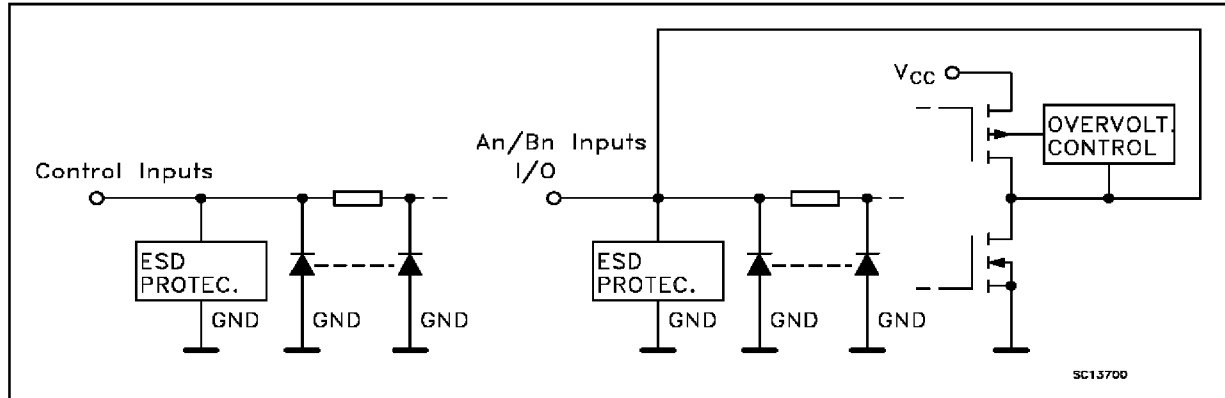 VCC
OVERVOLT.
CONTROL
An/Bn Inputs
I/O
Control Inputs
ESD
PROTEC.
GND
GND
GND
ESD
PROTEC.
GND
GND
GND
SC13700